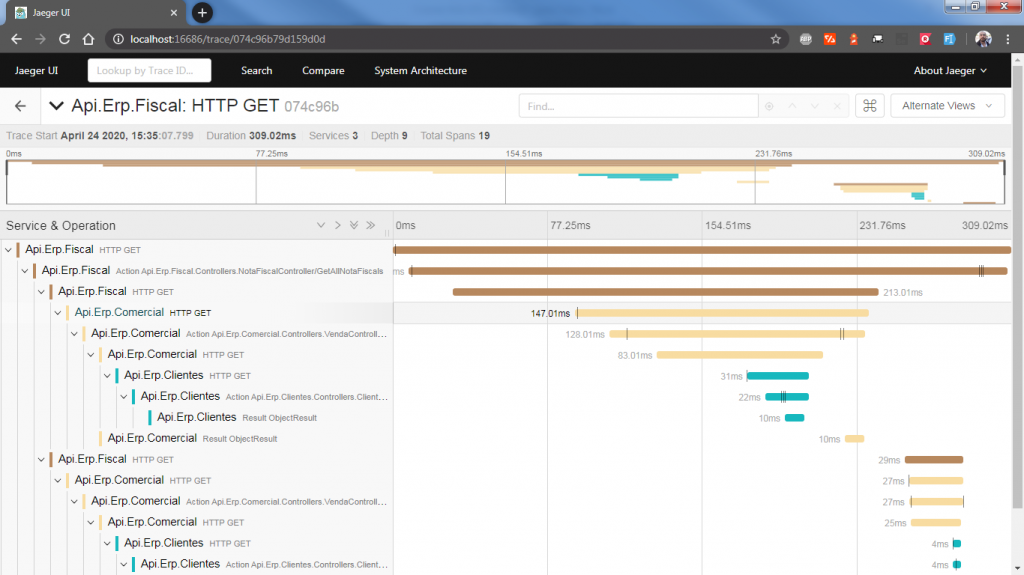 Jaeger UI
localhost:16686/trace/074c96b79d159d0d
Jaeger UI Lookup by Trace ID... Search Compare System Architecture About Jaeger
Api.Erp.Fiscal: HTTP GET 074c96b Find... Alternate Views
Trace Start April 24 2020, 15:35:07.799 Duration 309.02ms Services 3 Depth 9 Total Spans 19
0ms 77.25ms 154.51ms 231.76ms 309.02ms
Service & Operation 0ms 77.25ms 154.51ms 231.76ms 309.02ms
Api.Erp.Fiscal HTTP GET
Api.Erp.Fiscal Action Api.Erp.Fiscal.Controllers.NotaFiscalController/GetAllNotaFiscals ms
Api.Erp.Fiscal HTTP GET 213.01ms
Api.Erp.Comercial HTTP GET 147.01ms
Api.Erp.Comercial Action Api.Erp.Comercial.Controllers.VendaControll... 128.01ms
Api.Erp.Comercial HTTP GET 83.01ms
Api.Erp.Clientes HTTP GET 31ms
Api.Erp.Clientes Action Api.Erp.Clientes.Controllers.Client... 22ms
Api.Erp.Clientes Result ObjectResult 10ms
Api.Erp.Comercial Result ObjectResult 10ms
Api.Erp.Fiscal HTTP GET 29ms
Api.Erp.Comercial HTTP GET 27ms
Api.Erp.Comercial Action Api.Erp.Comercial.Controllers.VendaControll... 27ms
Api.Erp.Comercial HTTP GET 25ms
Api.Erp.Clientes HTTP GET 4ms
Api.Erp.Clientes Action Api.Erp.Clientes.Controllers.Client... 4ms